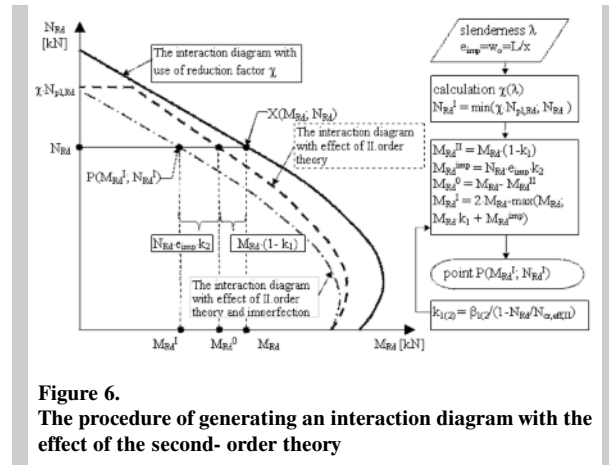 N_Rd
[kN]
The interaction diagram with
use of reduction factor χ
χ·N_pl,Rd
X(M_Rd; N_Rd)
The interaction diagram
with effect of II.order
theory
N_Rd
P(M_Rd^I; N_Rd^I)
N_Rd·e_imp·k_2
M_Rd·(1-k_1)
The interaction diagram
with effect of II.order
theory and imperfection
M_Rd^I
M_Rd^0
M_Rd
M_Rd [kN]
slenderness λ
e_imp=w_o=L/x
calculation χ(λ)
N_Rd^I = min(χ·N_pl,Rd; N_Rd )
M_Rd^II = M_Rd·(1-k_1)
M_Rd^imp = N_Rd·e_imp·k_2
M_Rd^0 = M_Rd- M_Rd^II
M_Rd^I = 2·M_Rd-max(M_Rd;
M_Rd·k_1 + M_Rd^imp)
point P(M_Rd^I; N_Rd^I)
k_1(2) = β_1(2)/(1-N_Rd/N_cr,eff,II)
Figure 6.
The procedure of generating an interaction diagram with the
effect of the second- order theory